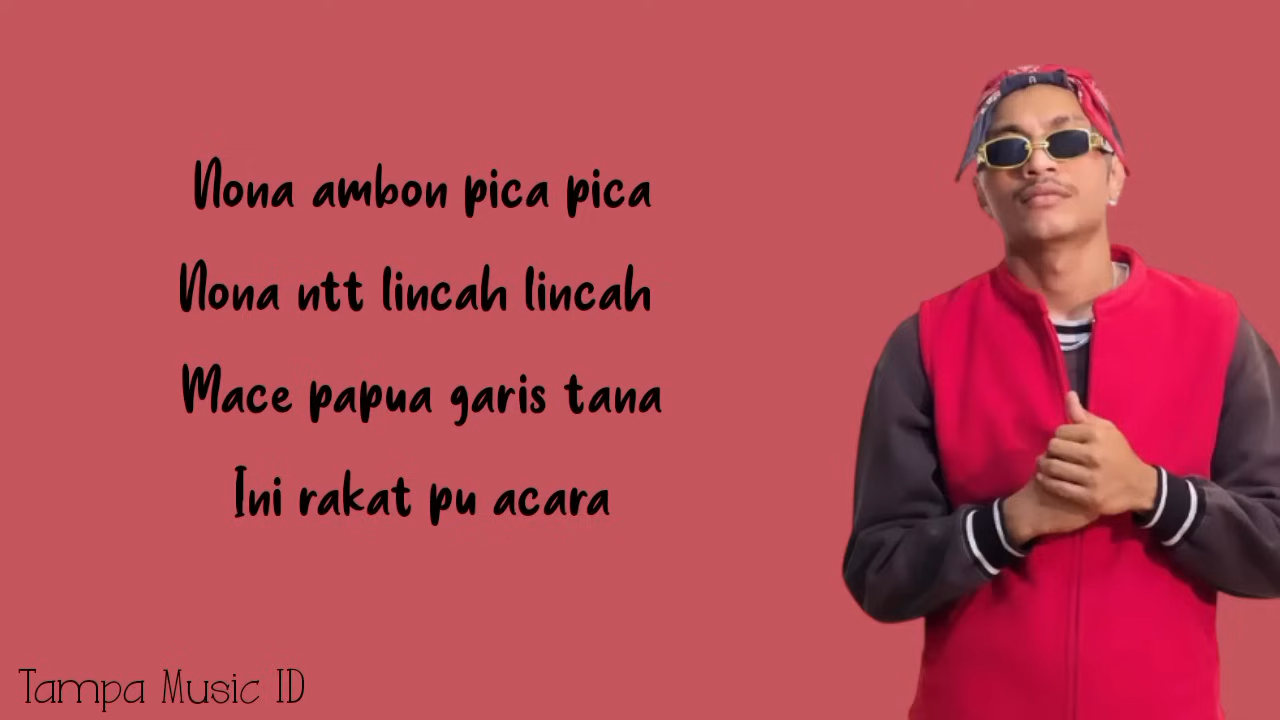 Nona ambon pica pica
Nona ntt lincah lincah
Mace papua garis tana
Ini rakat pu acara
Tampa Music ID